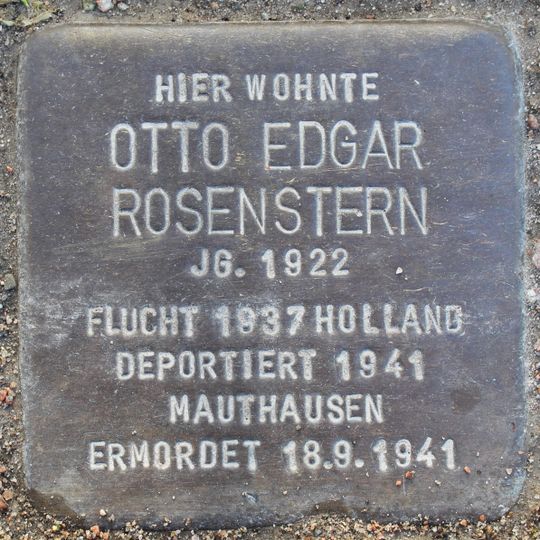 HIER WOHNTE
OTTO EDGAR
ROSENSTERN
JG. 1922
FLUCHT 1937 HOLLAND
DEPORTIERT 1941
MAUTHAUSEN
ERMORDET 18.9.1941